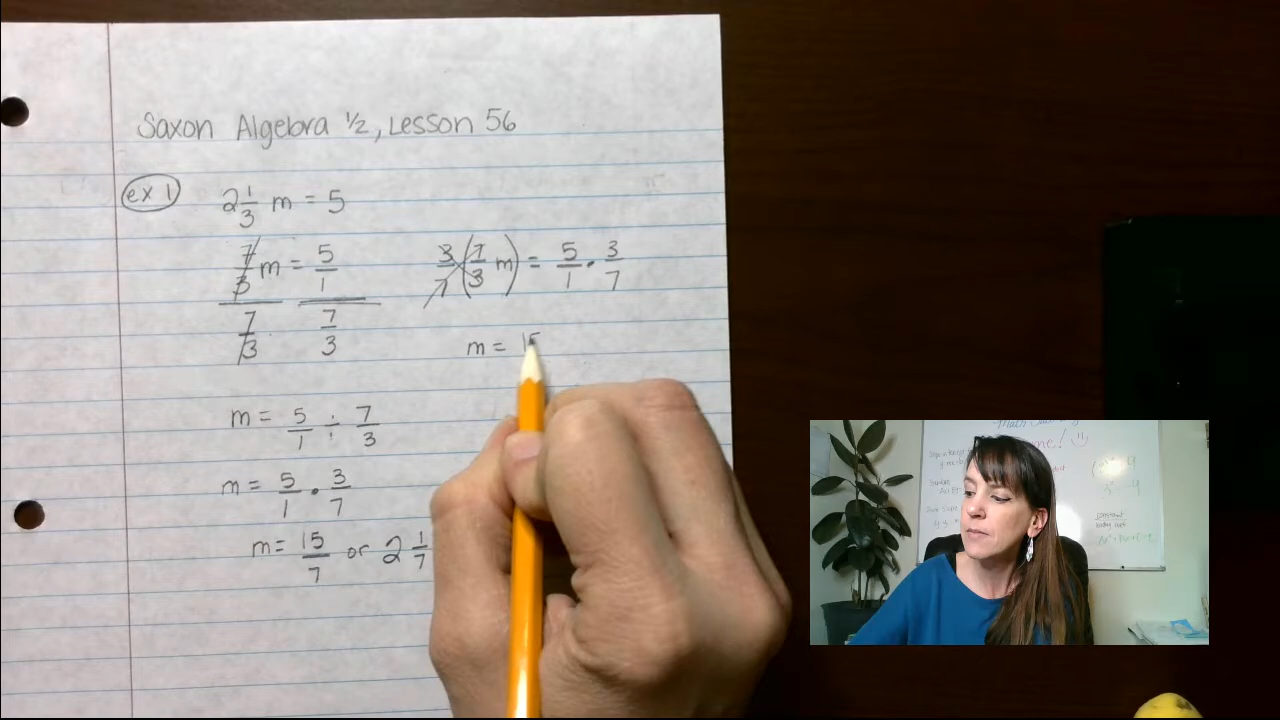 Saxon Algebra 1/2, Lesson 56
ex 1
2 1/3 m = 5
7/3 m = 5/1
7/3 7/3
m = 5/1 ÷ 7/3
m = 5/1 • 3/7
m = 15/7 or 2 1/7
3/7 (7/3 m) = 5/1 • 3/7
m = 15